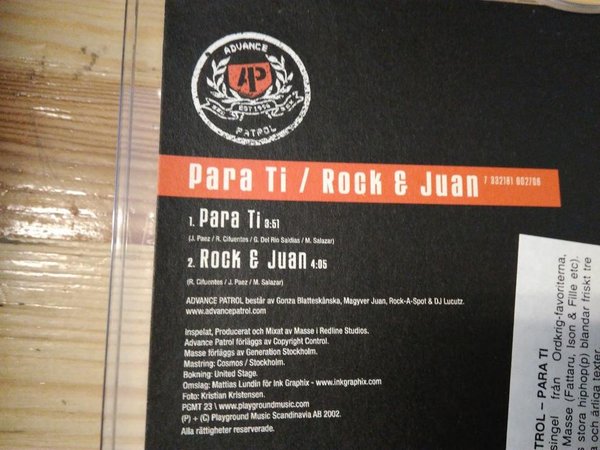 ADVANCE
AP
EST 1996
PATROL
Para Ti / Rock & Juan 7 332181 002706
1. Para Ti 3:51
(J. Paez / R. Cifuentes / G. Del Rio Saldias / M. Salazar)
2. Rock & Juan 4:05
(R. Cifuentes / J. Paez / M. Salazar)
ADVANCE PATROL består av Gonza Blatteskånska, Magyver Juan, Rock-A-Spot & DJ Lucutz.
www.advancepatrol.com
Inspelat, Producerat och Mixat av Masse i Redline Studios.
Advance Patrol förläggs av Copyright Control.
Masse förläggs av Generation Stockholm.
Mastring: Cosmos / Stockholm.
Bokning: United Stage.
Omslag: Mattias Lundin för Ink Graphix - www.inkgraphix.com
Foto: Kristian Kristensen.
PGMT 23 \ www.playgroundmusic.com
(P) + (C) Playground Music Scandinavia AB 2002.
Alla rättigheter reserverade.
TROL – PARA TI
singel från Ordkrig-favoriterna,
Masse (Fattaru, Ison & Fille etc).
s stora hiphop(p) blandar friskt tre
a och ärliga texter.